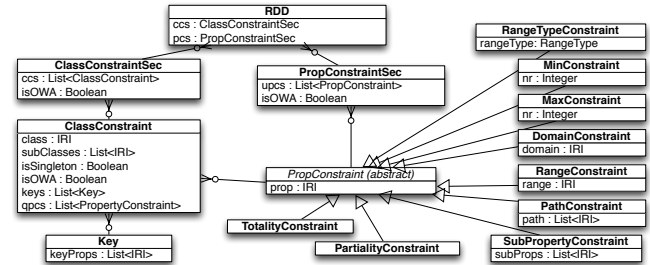 RDD
ccs : ClassConstraintSec
pcs : PropConstraintSec
ClassConstraintSec
ccs : List<ClassConstraint>
isOWA : Boolean
PropConstraintSec
upcs : List<PropConstraint>
isOWA : Boolean
ClassConstraint
class : IRI
subClasses : List<IRI>
isSingleton : Boolean
isOWA : Boolean
keys : List<Key>
qpcs : List<PropertyConstraint>
Key
keyProps : List<IRI>
PropConstraint (abstract)
prop : IRI
TotalityConstraint
PartialityConstraint
RangeTypeConstraint
rangeType: RangeType
MinConstraint
nr : Integer
MaxConstraint
nr : Integer
DomainConstraint
domain : IRI
RangeConstraint
range : IRI
PathConstraint
path : List<IRI>
SubPropertyConstraint
subProps : List<IRI>